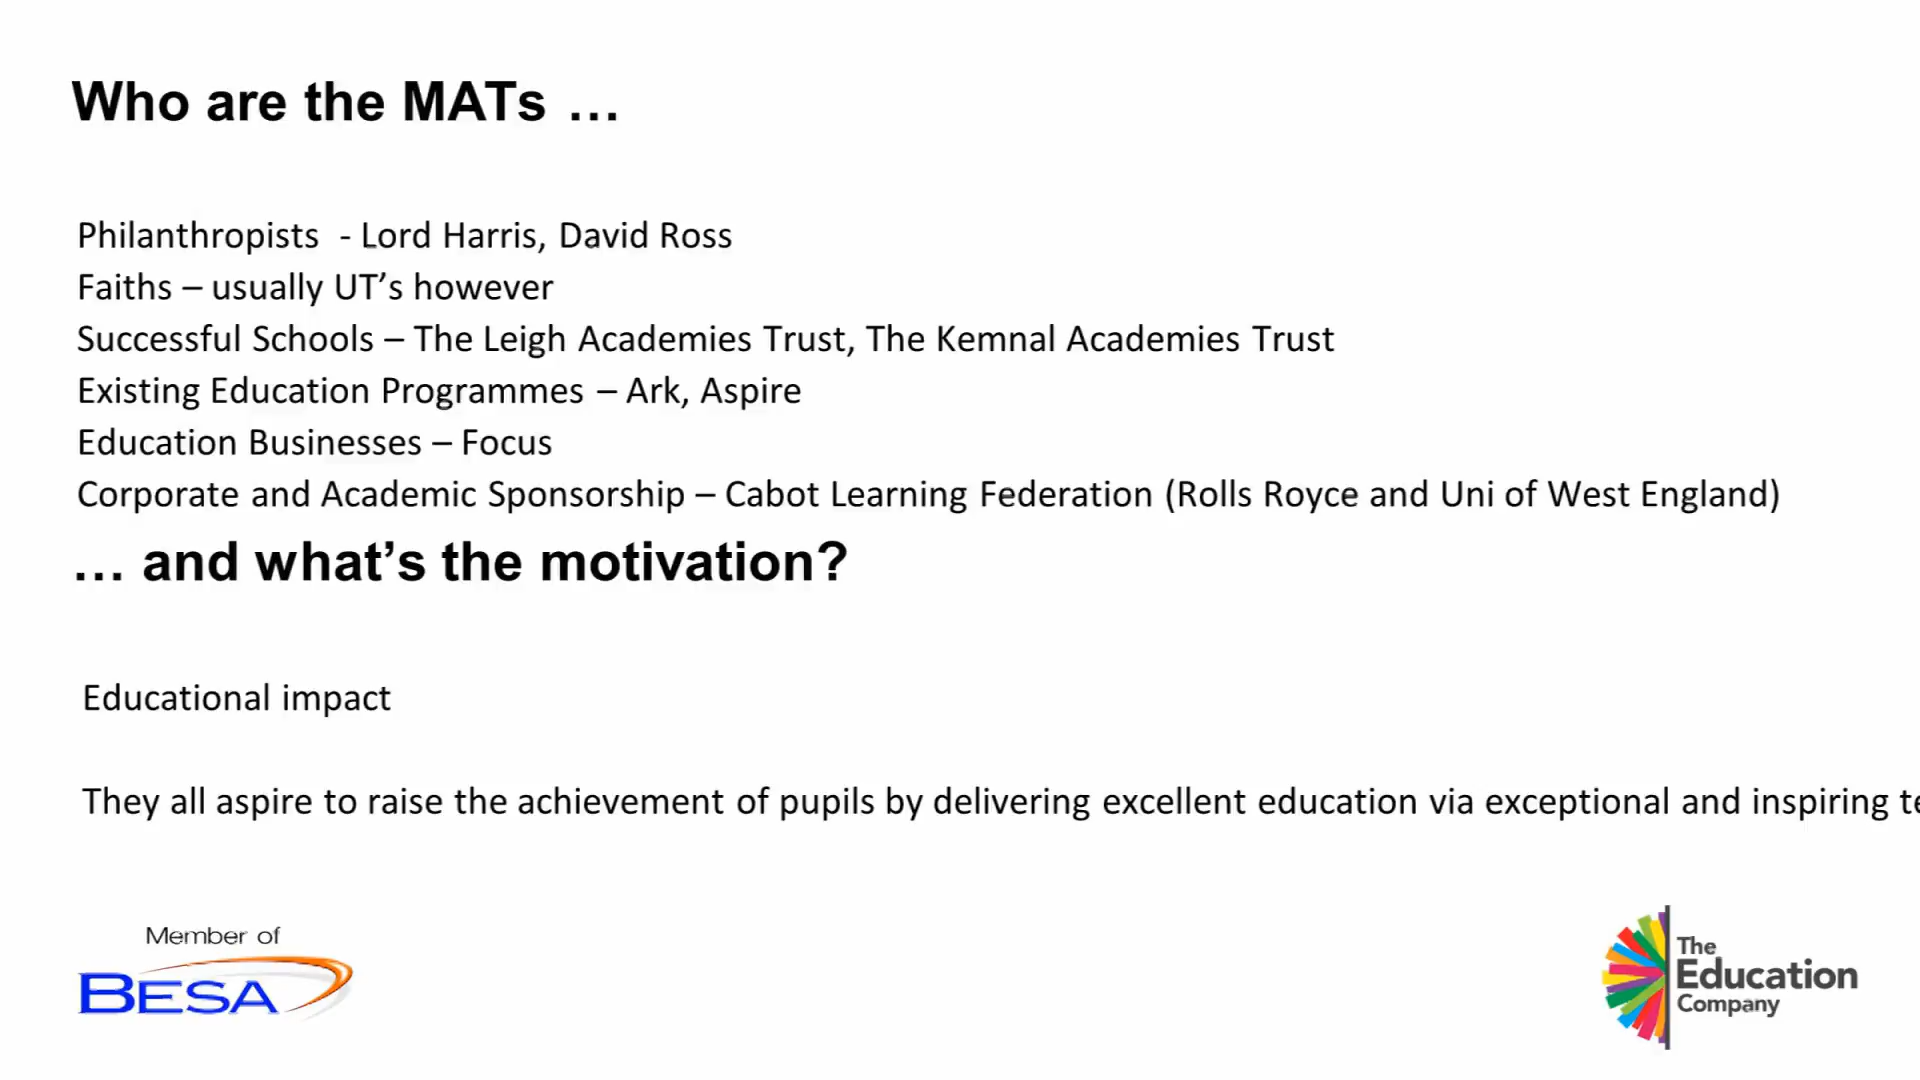 Who are the MATs …
Philanthropists - Lord Harris, David Ross
Faiths – usually UT’s however
Successful Schools – The Leigh Academies Trust, The Kemnal Academies Trust
Existing Education Programmes – Ark, Aspire
Education Businesses – Focus
Corporate and Academic Sponsorship – Cabot Learning Federation (Rolls Royce and Uni of West England)
… and what’s the motivation?
Educational impact
They all aspire to raise the achievement of pupils by delivering excellent education via exceptional and inspiring
Member of
BESA
The
Education
Company